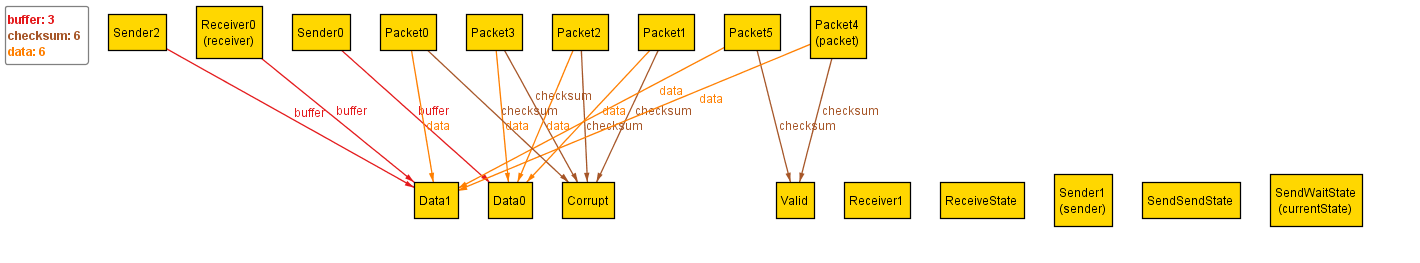 buffer: 3
checksum: 6
data: 6
Sender2
Receiver0
(receiver)
Sender0
Packet0
Packet3
Packet2
Packet1
Packet5
Packet4
(packet)
buffer
buffer
buffer
data
checksum
data
checksum
data
checksum
data
checksum
data
data
checksum
checksum
Data1
Data0
Corrupt
Valid
Receiver1
ReceiveState
Sender1
(sender)
SendSendState
SendWaitState
(currentState)